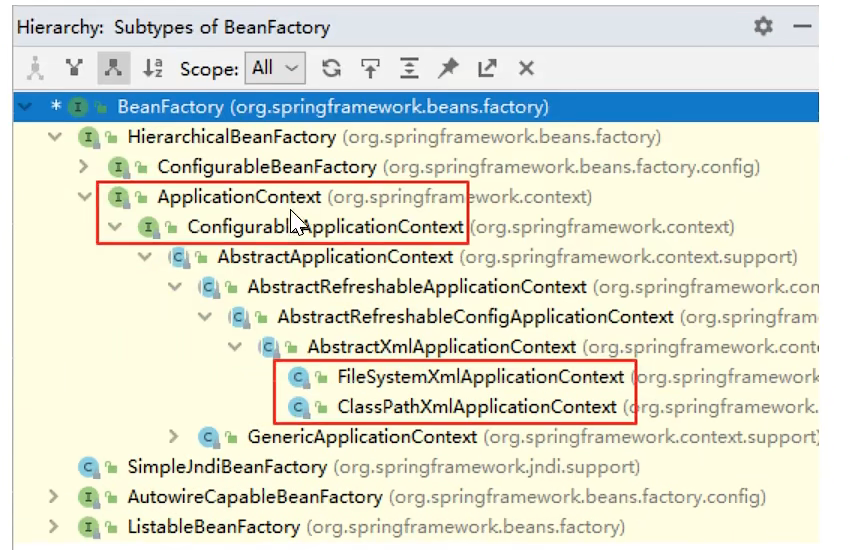 Hierarchy: Subtypes of BeanFactory
Scope: All
* I BeanFactory (org.springframework.beans.factory)
I HierarchicalBeanFactory (org.springframework.beans.factory)
I ConfigurableBeanFactory (org.springframework.beans.factory.config)
I ApplicationContext (org.springframework.context)
I ConfigurableApplicationContext (org.springframework.context)
C AbstractApplicationContext (org.springframework.context.support)
C AbstractRefreshableApplicationContext (org.springframework.con
C AbstractRefreshableConfigApplicationContext (org.springfram
C AbstractXmlApplicationContext (org.springframework.conte
C FileSystemXmlApplicationContext (org.springframework
C ClassPathXmlApplicationContext (org.springframework.
C GenericApplicationContext (org.springframework.context.support)
C SimpleJndiBeanFactory (org.springframework.jndi.support)
I AutowireCapableBeanFactory (org.springframework.beans.factory.config)
I ListableBeanFactory (org.springframework.beans.factory)